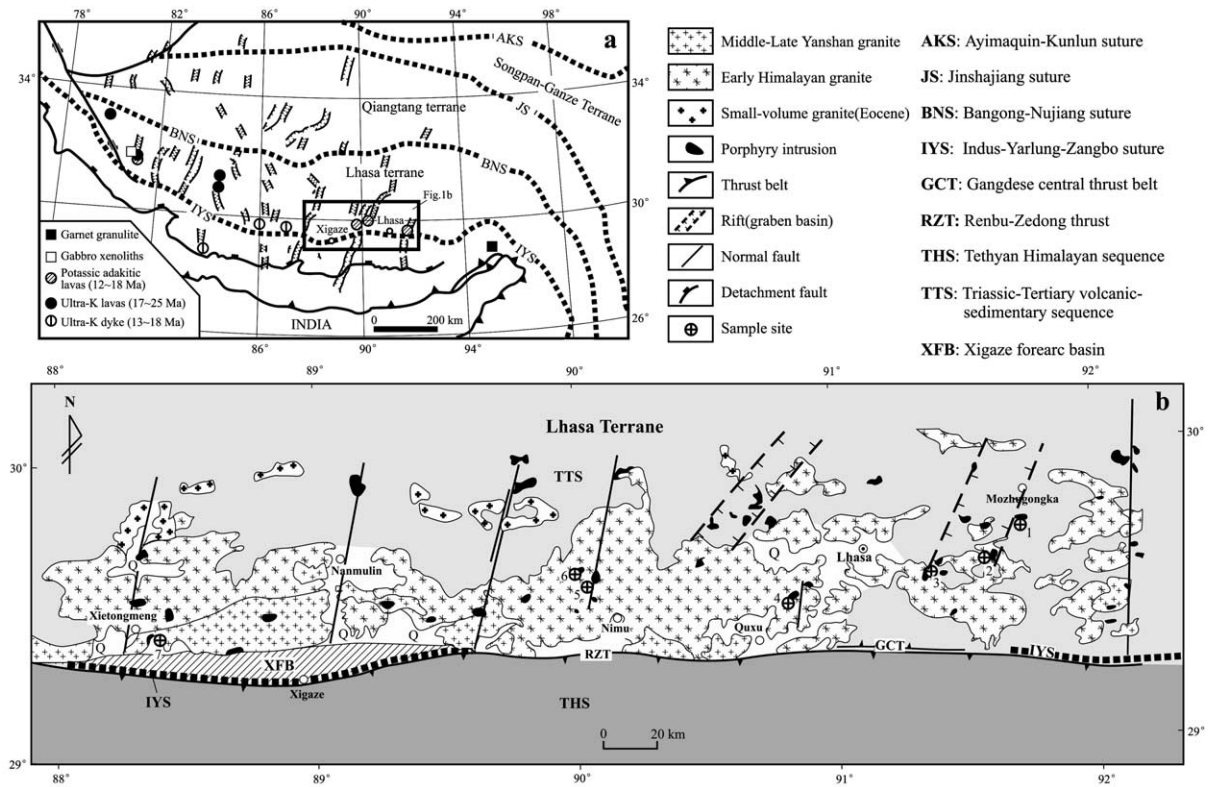 78°
82°
86°
90°
94°
98°
a
AKS
Songpan-Ganze Terrane
34°
34°
JS
Qiangtang terrane
BNS
BNS
Lhasa terrane
Fig.1b
30°
IYS
Xigaze
Lhasa
30°
IYS
Garnet granulite
Gabbro xenoliths
Potassic adakitic
lavas (12~18 Ma)
Ultra-K lavas (17~25 Ma)
Ultra-K dyke (13~18 Ma)
INDIA
0
200 km
26°
86°
90°
94°
Middle-Late Yanshan granite
Early Himalayan granite
Small-volume granite(Eocene)
Porphyry intrusion
Thrust belt
Rift(graben basin)
Normal fault
Detachment fault
Sample site
AKS: Ayimaquin-Kunlun suture
JS: Jinshajiang suture
BNS: Bangong-Nujiang suture
IYS: Indus-Yarlung-Zangbo suture
GCT: Gangdese central thrust belt
RZT: Renbu-Zedong thrust
THS: Tethyan Himalayan sequence
TTS: Triassic-Tertiary volcanic-
sedimentary sequence
XFB: Xigaze forearc basin
88°
89°
90°
91°
92°
N
b
Lhasa Terrane
30°
30°
TTS
Mozhugongka
1
Q
Q
Lhasa
Nanmulin
2
3
6
5
4
Xietongmeng
Nimu
Quxu
Q
7
Q
Q
RZT
GCT
IYS
XFB
IYS
Xigaze
THS
0
20 km
29°
29°
88°
89°
90°
91°
92°